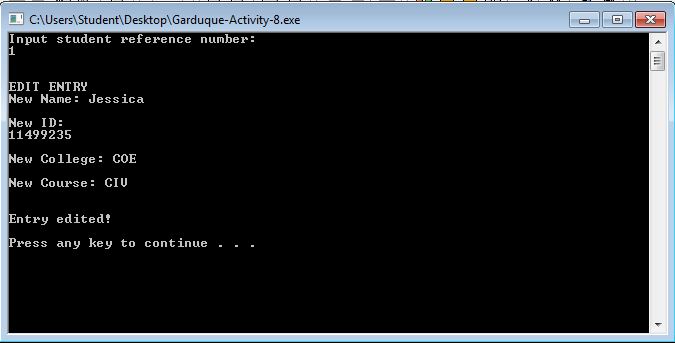 C:\Users\Student\Desktop\Garduque-Activity-8.exe
Input student reference number:
1
EDIT ENTRY
New Name: Jessica
New ID:
11499235
New College: COE
New Course: CIV
Entry edited!
Press any key to continue . . .